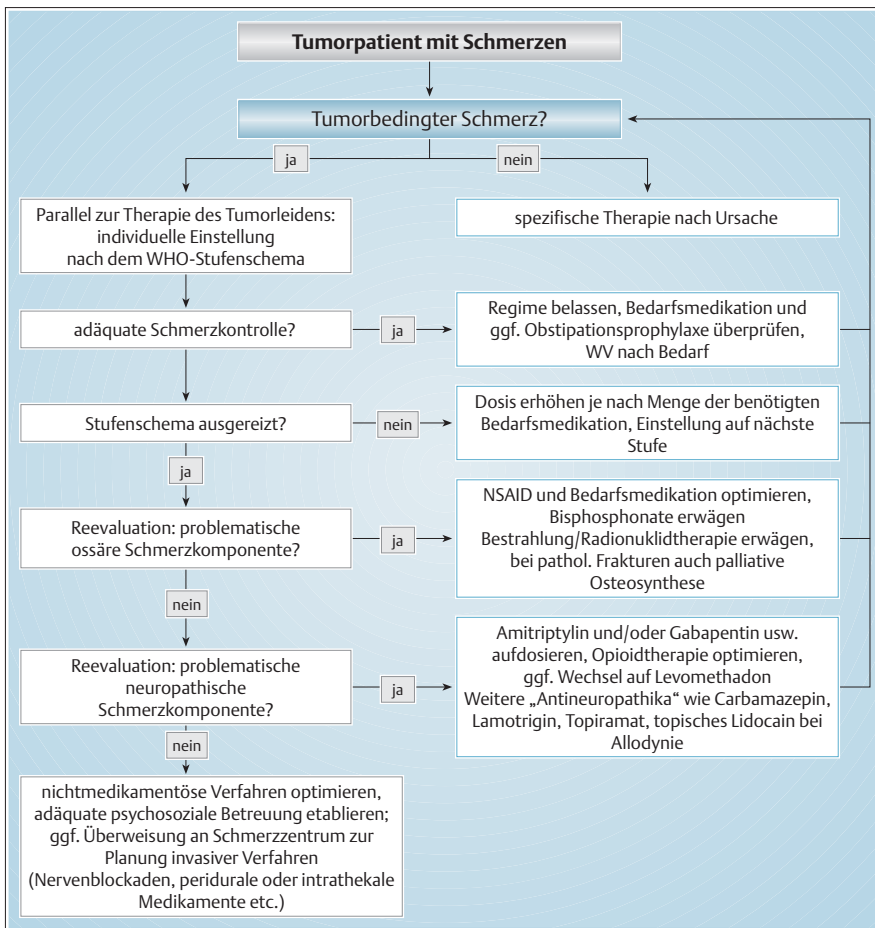 Tumorpatient mit Schmerzen
Tumorbedingter Schmerz?
ja
nein
Parallel zur Therapie des Tumorleidens:
individuelle Einstellung
nach dem WHO-Stufenschema
spezifische Therapie nach Ursache
adäquate Schmerzkontrolle?
ja
Regime belassen, Bedarfsmedikation und
ggf. Obstipationsprophylaxe überprüfen,
WV nach Bedarf
Stufenschema ausgereizt?
nein
Dosis erhöhen je nach Menge der benötigten
Bedarfsmedikation, Einstellung auf nächste
Stufe
ja
Reevaluation: problematische
ossäre Schmerzkomponente?
ja
NSAID und Bedarfsmedikation optimieren,
Bisphosphonate erwägen
Bestrahlung/Radionuklidtherapie erwägen,
bei pathol. Frakturen auch palliative
Osteosynthese
nein
Reevaluation: problematische
neuropathische
Schmerzkomponente?
ja
Amitriptylin und/oder Gabapentin usw.
aufdosieren, Opioidtherapie optimieren,
ggf. Wechsel auf Levomethadon
Weitere „Antineuropathika“ wie Carbamazepin,
Lamotrigin, Topiramat, topisches Lidocain bei
Allodynie
nein
nichtmedikamentöse Verfahren optimieren,
adäquate psychosoziale Betreuung etablieren;
ggf. Überweisung an Schmerzzentrum zur
Planung invasiver Verfahren
(Nervenblockaden, peridurale oder intrathekale
Medikamente etc.)